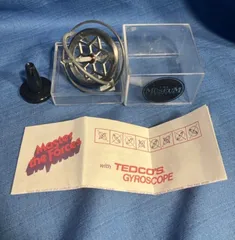 Master
the Forces
with TEDCO'S
GYROSCOPE